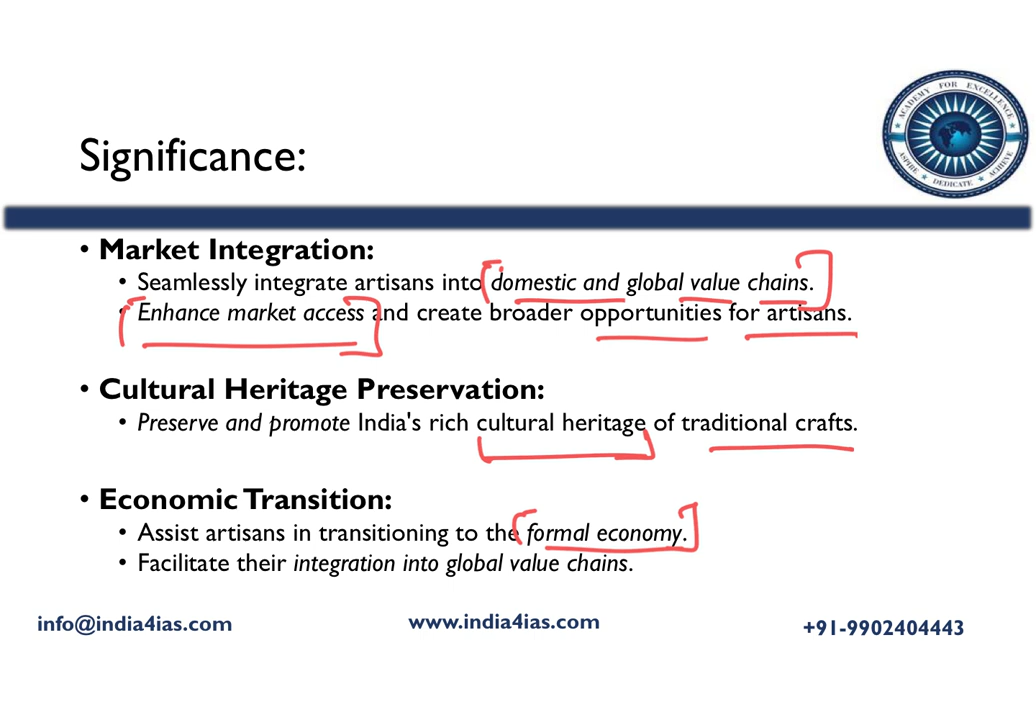 Significance:
ACADEMY FOR EXCELLENCE
ASPIRE ★ DEDICATE ★ ACHIEVE
• Market Integration:
• Seamlessly integrate artisans into domestic and global value chains.
• Enhance market access and create broader opportunities for artisans.
• Cultural Heritage Preservation:
• Preserve and promote India's rich cultural heritage of traditional crafts.
• Economic Transition:
• Assist artisans in transitioning to the formal economy.
• Facilitate their integration into global value chains.
info@india4ias.com
www.india4ias.com
+91-9902404443